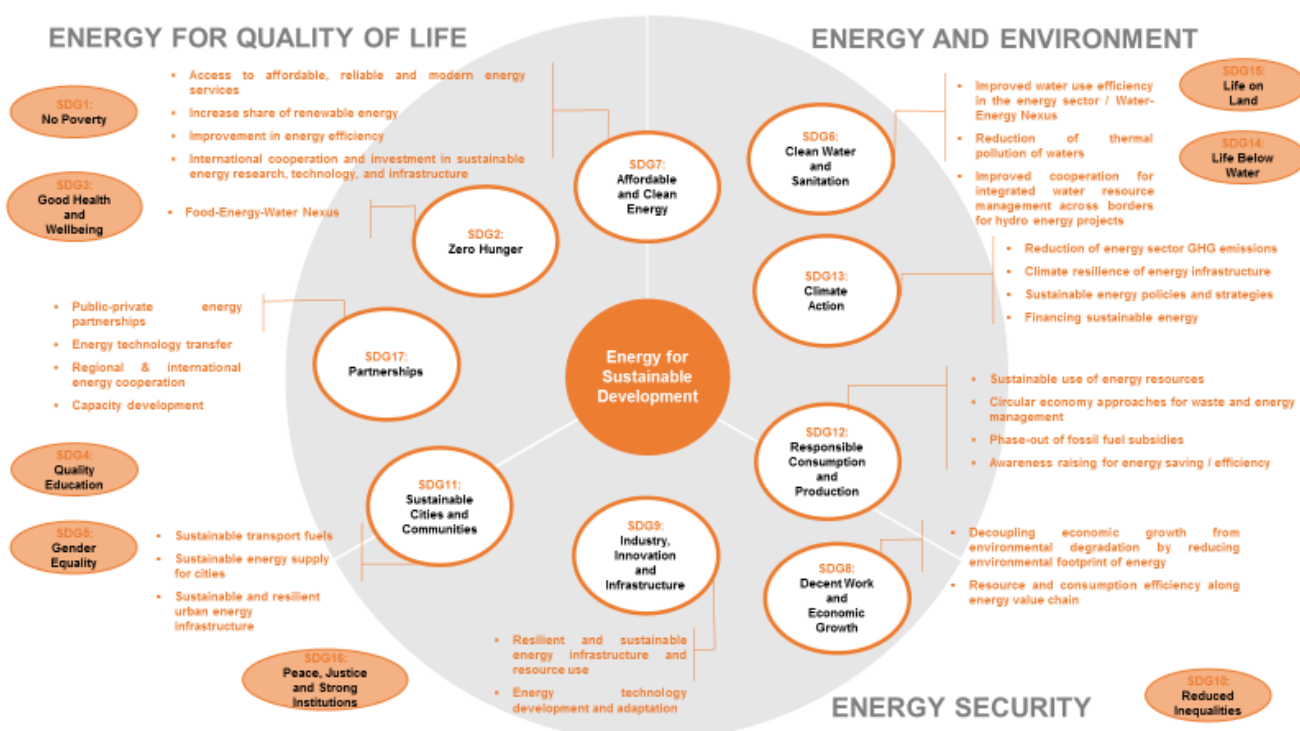 ENERGY FOR QUALITY OF LIFE
SDG1:
No Poverty
SDG3:
Good Health
and
Wellbeing
▪ Access to affordable, reliable and modern energy
services
▪ Increase share of renewable energy
▪ Improvement in energy efficiency
▪ International cooperation and investment in sustainable
energy research, technology, and infrastructure
▪ Food-Energy-Water Nexus
SDG7:
Affordable
and Clean
Energy
SDG2:
Zero Hunger
▪ Public-private energy
partnerships
▪ Energy technology transfer
▪ Regional & international
energy cooperation
▪ Capacity development
SDG17:
Partnerships
SDG4:
Quality
Education
SDG5:
Gender
Equality
SDG11:
Sustainable
Cities and
Communities
▪ Sustainable transport fuels
▪ Sustainable energy supply
for cities
▪ Sustainable and resilient
urban energy
infrastructure
SDG16:
Peace, Justice
and Strong
Institutions
Energy for
Sustainable
Development
ENERGY AND ENVIRONMENT
SDG6:
Clean Water
and
Sanitation
▪ Improved water use efficiency
in the energy sector / Water-
Energy Nexus
▪ Reduction of thermal
pollution of waters
▪ Improved cooperation for
integrated water resource
management across borders
for hydro energy projects
SDG15:
Life on
Land
SDG14:
Life Below
Water
SDG13:
Climate
Action
▪ Reduction of energy sector GHG emissions
▪ Climate resilience of energy infrastructure
▪ Sustainable energy policies and strategies
▪ Financing sustainable energy
SDG12:
Responsible
Consumption
and
Production
▪ Sustainable use of energy resources
▪ Circular economy approaches for waste and energy
management
▪ Phase-out of fossil fuel subsidies
▪ Awareness raising for energy saving / efficiency
SDG9:
Industry,
Innovation
and
Infrastructure
▪ Resilient and sustainable
energy infrastructure and
resource use
▪ Energy technology
development and adaptation
SDG8:
Decent Work
and
Economic
Growth
▪ Decoupling economic growth from
environmental degradation by reducing
environmental footprint of energy
▪ Resource and consumption efficiency along
energy value chain
ENERGY SECURITY
SDG10:
Reduced
Inequalities